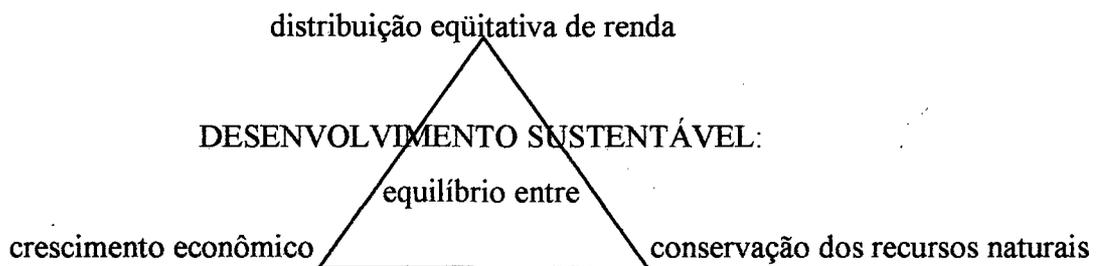 distribuição eqüitativa de renda
DESENVOLVIMENTO SUSTENTÁVEL:
equilíbrio entre
crescimento econômico
conservação dos recursos naturais